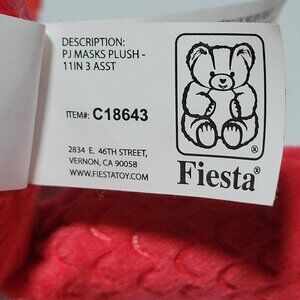 DESCRIPTION:
PJ MASKS PLUSH -
11IN 3 ASST
ITEM#: C18643
2834 E. 46TH STREET,
VERNON, CA 90058
WWW.FIESTATOY.COM
®
Fiesta®